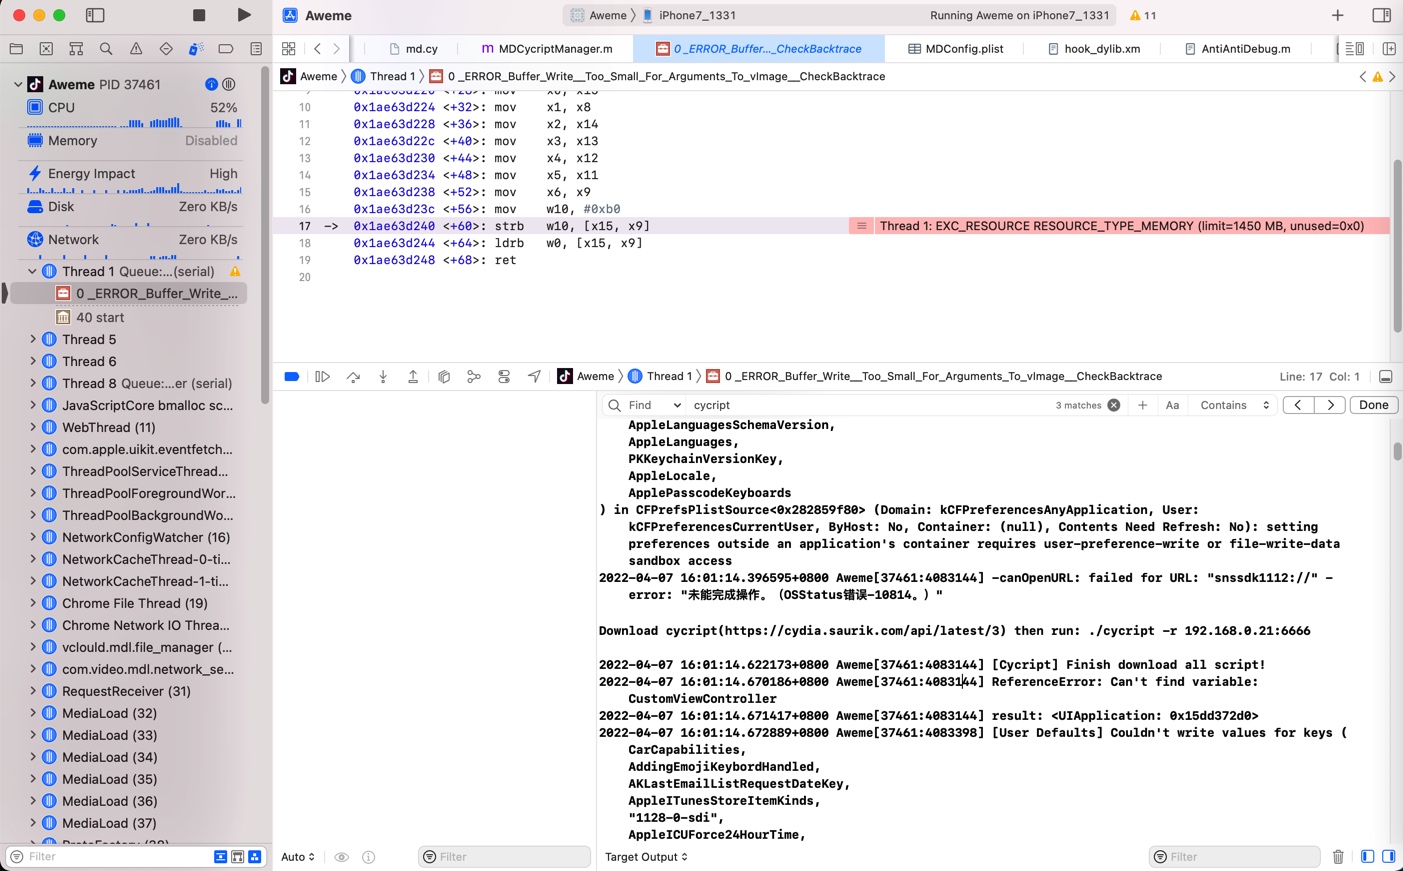 Aweme
Aweme 〉 iPhone7_1331
Running Aweme on iPhone7_1331
11
md.cy
MDCycriptManager.m
0 _ERROR_Buffer..._CheckBacktrace
MDConfig.plist
hook_dylib.xm
AntiAntiDebug.m
Aweme PID 37461
Aweme 〉 Thread 1 〉 0 _ERROR_Buffer_Write__Too_Small_For_Arguments_To_vImage__CheckBacktrace
CPU 52%
Memory Disabled
Energy Impact High
Disk Zero KB/s
Network Zero KB/s
Thread 1 Queue:...(serial)
0 _ERROR_Buffer_Write_...
40 start
Thread 5
Thread 6
Thread 8 Queue:...er (serial)
JavaScriptCore bmalloc sc...
WebThread (11)
com.apple.uikit.eventfetch...
ThreadPoolServiceThread...
ThreadPoolForegroundWor...
ThreadPoolBackgroundWo...
NetworkConfigWatcher (16)
NetworkCacheThread-0-ti...
NetworkCacheThread-1-ti...
Chrome File Thread (19)
Chrome Network IO Threa...
vclould.mdl.file_manager (...
com.video.mdl.network_se...
RequestReceiver (31)
MediaLoad (32)
MediaLoad (33)
MediaLoad (34)
MediaLoad (35)
MediaLoad (36)
MediaLoad (37)
Filter
10 0x1ae63d224 <+32>: mov x1, x8
11 0x1ae63d228 <+36>: mov x2, x14
12 0x1ae63d22c <+40>: mov x3, x13
13 0x1ae63d230 <+44>: mov x4, x12
14 0x1ae63d234 <+48>: mov x5, x11
15 0x1ae63d238 <+52>: mov x6, x9
16 0x1ae63d23c <+56>: mov w10, #0xb0
17 -> 0x1ae63d240 <+60>: strb w10, [x15, x9] Thread 1: EXC_RESOURCE RESOURCE_TYPE_MEMORY (limit=1450 MB, unused=0x0)
18 0x1ae63d244 <+64>: ldrb w0, [x15, x9]
19 0x1ae63d248 <+68>: ret
20
Aweme 〉 Thread 1 〉 0 _ERROR_Buffer_Write__Too_Small_For_Arguments_To_vImage__CheckBacktrace
Line: 17 Col: 1
Find cycript 3 matches Aa Contains Done
AppleLanguagesSchemaVersion,
AppleLanguages,
PKKeychainVersionKey,
AppleLocale,
ApplePasscodeKeyboards
) in CFPrefsPlistSource<0x282859f80> (Domain: kCFPreferencesAnyApplication, User:
kCFPreferencesCurrentUser, ByHost: No, Container: (null), Contents Need Refresh: No): setting
preferences outside an application's container requires user-preference-write or file-write-data
sandbox access
2022-04-07 16:01:14.396595+0800 Aweme[37461:4083144] -canOpenURL: failed for URL: "snssdk1112://" -
error: "未能完成操作。（OSStatus错误-10814。）"
Download cycript(https://cydia.saurik.com/api/latest/3) then run: ./cycript -r 192.168.0.21:6666
2022-04-07 16:01:14.622173+0800 Aweme[37461:4083144] [Cycript] Finish download all script!
2022-04-07 16:01:14.670186+0800 Aweme[37461:4083144] ReferenceError: Can't find variable:
CustomViewController
2022-04-07 16:01:14.671417+0800 Aweme[37461:4083144] result: <UIApplication: 0x15dd372d0>
2022-04-07 16:01:14.672889+0800 Aweme[37461:4083398] [User Defaults] Couldn't write values for keys (
CarCapabilities,
AddingEmojiKeybordHandled,
AKLastEmailListRequestDateKey,
AppleITunesStoreItemKinds,
"1128-0-sdi",
AppleICUForce24HourTime,
Auto
Filter
Target Output
Filter